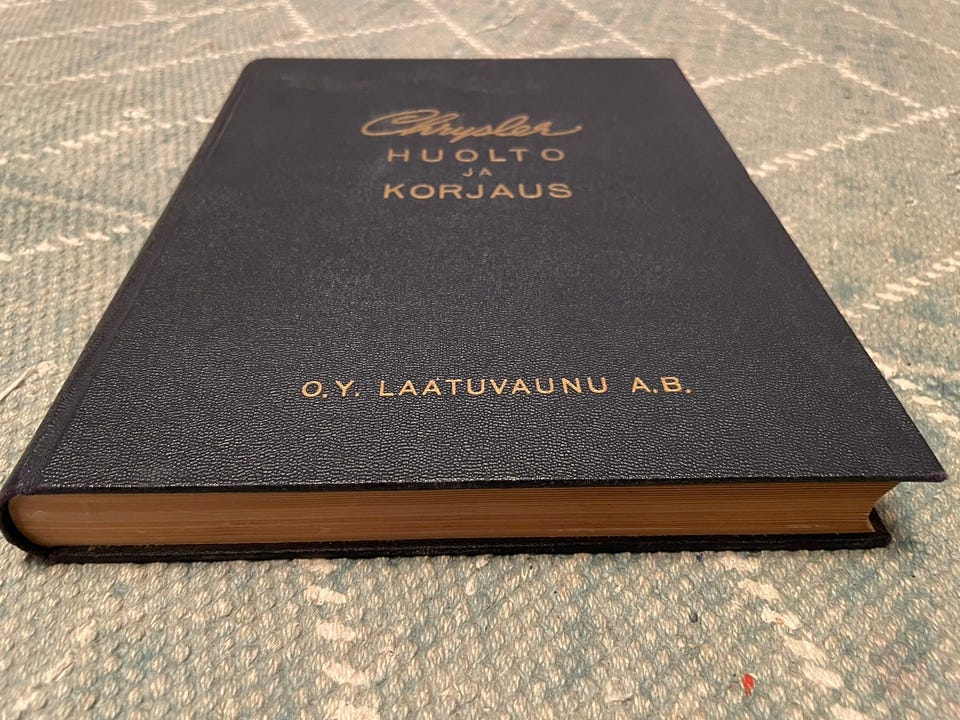 Chrysler
HUOLTO
JA
KORJAUS
O.Y. LAATUVAUNU A.B.